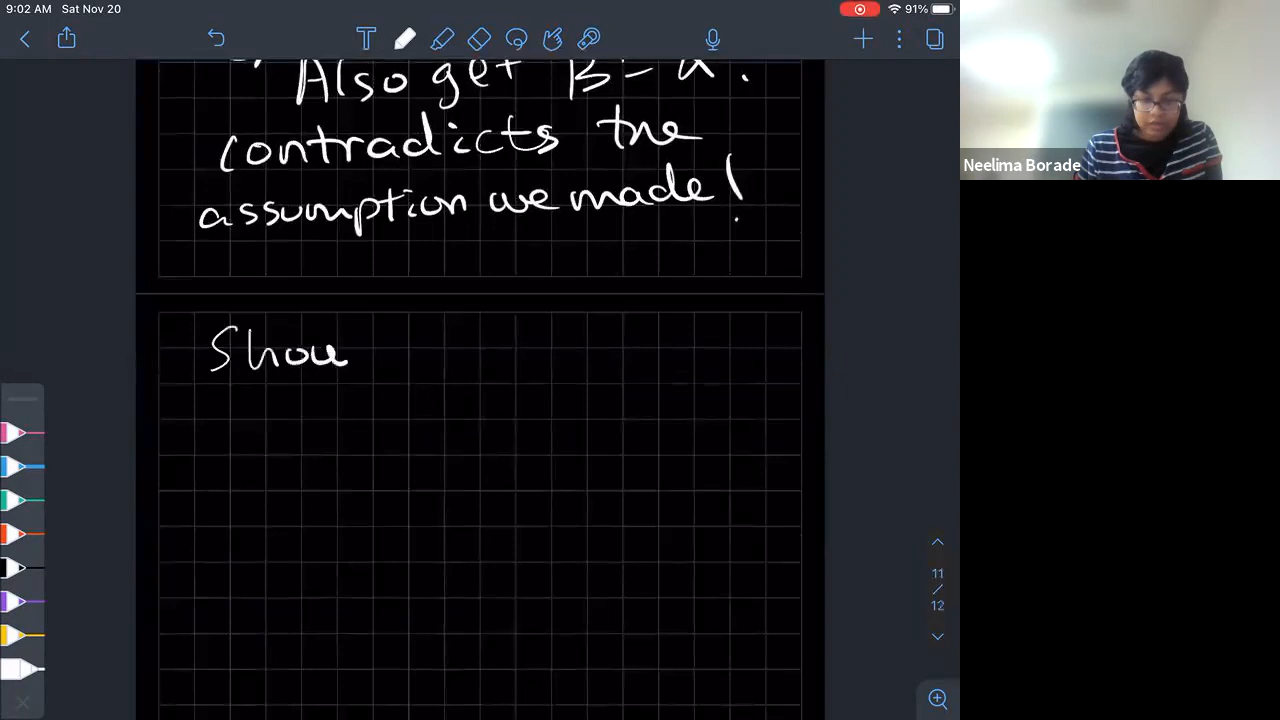 9:02 AM Sat Nov 20
91%
Also get β = α.
contradicts the
assumption we made!
Show
11
/
12
Neelima Borade